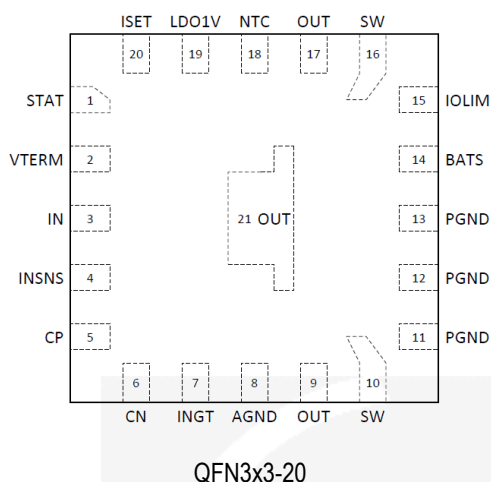 ISET LDO1V NTC OUT SW
20 19 18 17 16
STAT 1 15 IOLIM
VTERM 2 14 BATS
IN 3 21 OUT 13 PGND
INSNS 4 12 PGND
CP 5 11 PGND
6 7 8 9 10
CN INGT AGND OUT SW
QFN3x3-20